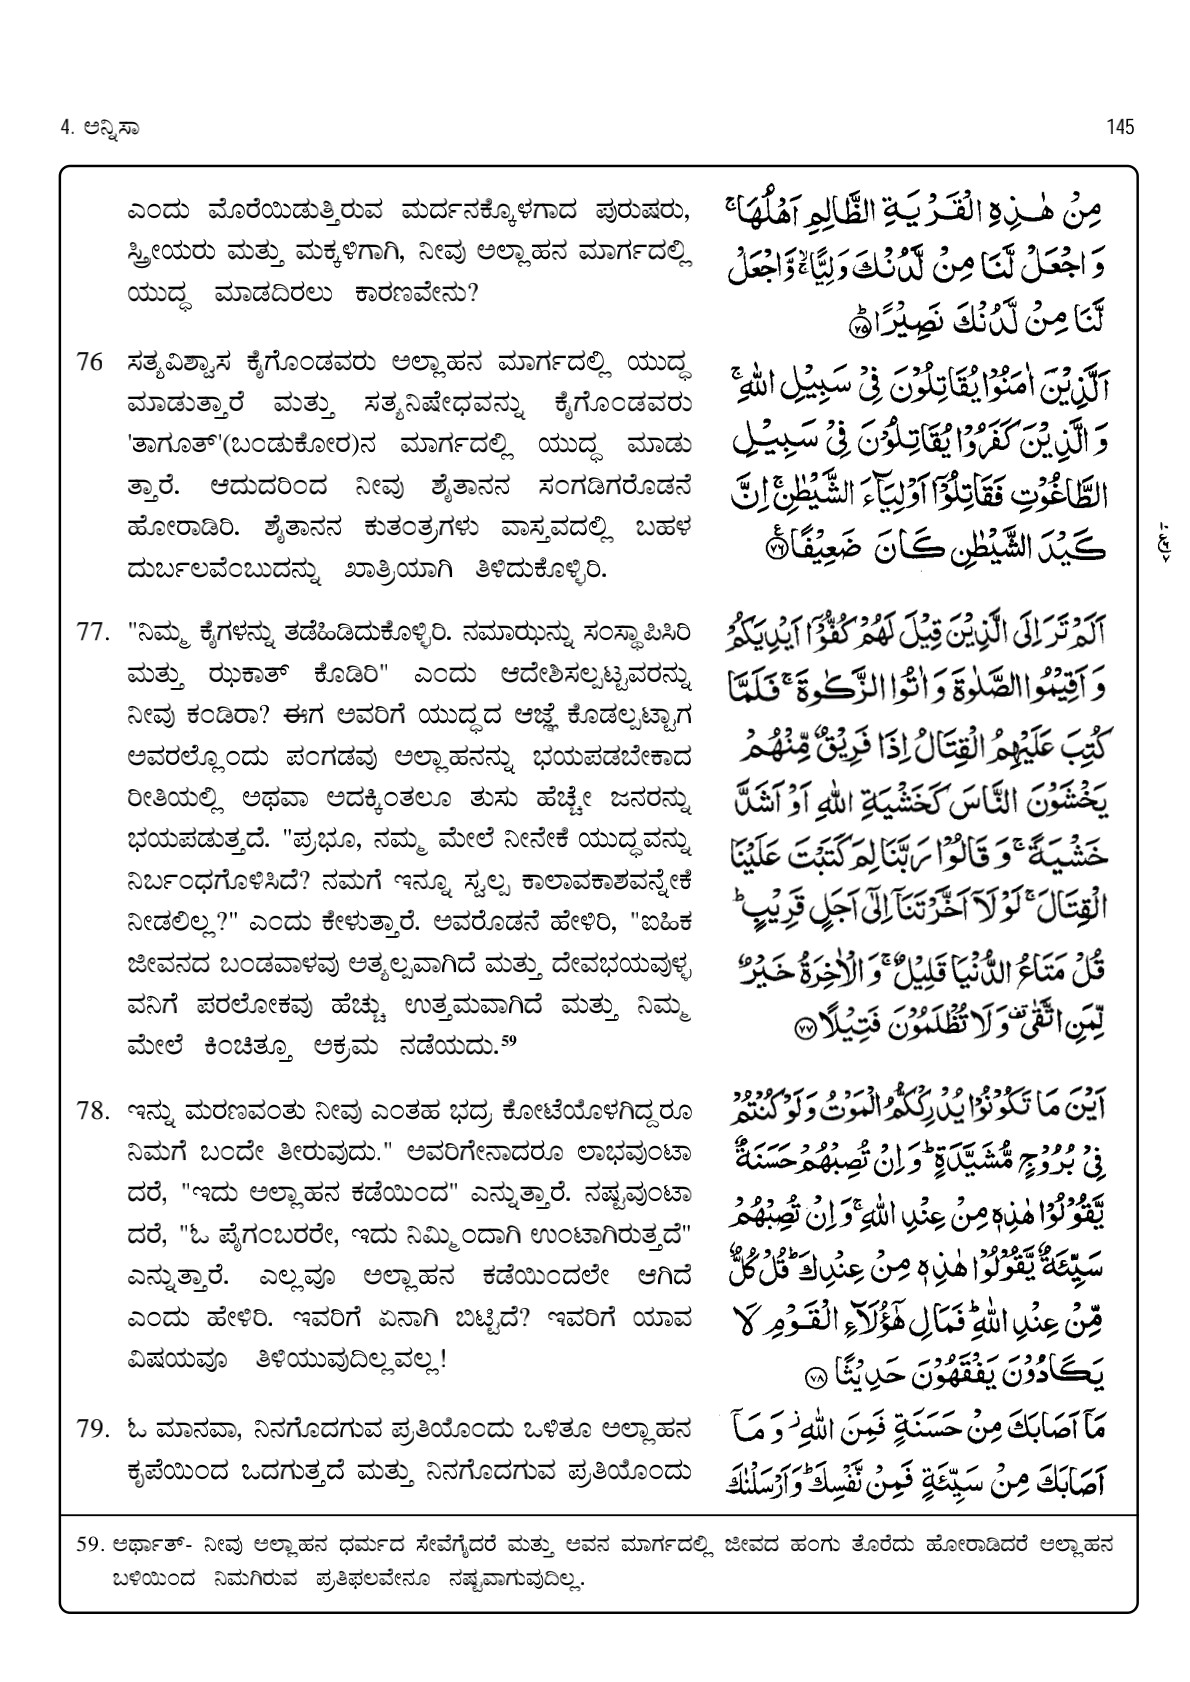 4. ಅನ್ನಿಸಾ
145
ಎಂದು ಮೊರೆಯಿಡುತ್ತಿರುವ ಮರ್ದನಕ್ಕೊಳಗಾದ ಪುರುಷರು,
ಸ್ತ್ರೀಯರು ಮತ್ತು ಮಕ್ಕಳಿಗಾಗಿ, ನೀವು ಅಲ್ಲಾಹನ ಮಾರ್ಗದಲ್ಲಿ
ಯುದ್ಧ ಮಾಡದಿರಲು ಕಾರಣವೇನು?
76 ಸತ್ಯವಿಶ್ವಾಸ ಕೈಗೊಂಡವರು ಅಲ್ಲಾಹನ ಮಾರ್ಗದಲ್ಲಿ ಯುದ್ಧ
ಮಾಡುತ್ತಾರೆ ಮತ್ತು ಸತ್ಯನಿಷೇಧವನ್ನು ಕೈಗೊಂಡವರು
'ತಾಗೂತ್'(ಬಂಡುಕೋರ)ನ ಮಾರ್ಗದಲ್ಲಿ ಯುದ್ಧ ಮಾಡು
ತ್ತಾರೆ. ಆದುದರಿಂದ ನೀವು ಶೈತಾನನ ಸಂಗಡಿಗರೊಡನೆ
ಹೋರಾಡಿರಿ. ಶೈತಾನನ ಕುತಂತ್ರಗಳು ವಾಸ್ತವದಲ್ಲಿ ಬಹಳ
ದುರ್ಬಲವೆಂಬುದನ್ನು ಖಾತ್ರಿಯಾಗಿ ತಿಳಿದುಕೊಳ್ಳಿರಿ.
77. "ನಿಮ್ಮ ಕೈಗಳನ್ನು ತಡೆಹಿಡಿದುಕೊಳ್ಳಿರಿ. ನಮಾಝನ್ನು ಸಂಸ್ಥಾಪಿಸಿರಿ
ಮತ್ತು ಝಕಾತ್ ಕೊಡಿರಿ" ಎಂದು ಆದೇಶಿಸಲ್ಪಟ್ಟವರನ್ನು
ನೀವು ಕಂಡಿರಾ? ಈಗ ಅವರಿಗೆ ಯುದ್ಧದ ಆಜ್ಞೆ ಕೊಡಲ್ಪಟ್ಟಾಗ
ಅವರಲ್ಲೊಂದು ಪಂಗಡವು ಅಲ್ಲಾಹನನ್ನು ಭಯಪಡಬೇಕಾದ
ರೀತಿಯಲ್ಲಿ ಅಥವಾ ಅದಕ್ಕಿಂತಲೂ ತುಸು ಹೆಚ್ಚೇ ಜನರನ್ನು
ಭಯಪಡುತ್ತದೆ. "ಪ್ರಭೂ, ನಮ್ಮ ಮೇಲೆ ನೀನೇಕೆ ಯುದ್ಧವನ್ನು
ನಿರ್ಬಂಧಗೊಳಿಸಿದೆ? ನಮಗೆ ಇನ್ನೂ ಸ್ವಲ್ಪ ಕಾಲಾವಕಾಶವನ್ನೇಕೆ
ನೀಡಲಿಲ್ಲ?" ಎಂದು ಕೇಳುತ್ತಾರೆ. ಅವರೊಡನೆ ಹೇಳಿರಿ, "ಐಹಿಕ
ಜೀವನದ ಬಂಡವಾಳವು ಅತ್ಯಲ್ಪವಾಗಿದೆ ಮತ್ತು ದೇವಭಯವುಳ್ಳ
ವನಿಗೆ ಪರಲೋಕವು ಹೆಚ್ಚು ಉತ್ತಮವಾಗಿದೆ ಮತ್ತು ನಿಮ್ಮ
ಮೇಲೆ ಕಿಂಚಿತ್ತೂ ಅಕ್ರಮ ನಡೆಯದು.59
78. ಇನ್ನು ಮರಣವಂತು ನೀವು ಎಂತಹ ಭದ್ರ ಕೋಟೆಯೊಳಗಿದ್ದರೂ
ನಿಮಗೆ ಬಂದೇ ತೀರುವುದು." ಅವರಿಗೇನಾದರೂ ಲಾಭವುಂಟಾ
ದರೆ, "ಇದು ಅಲ್ಲಾಹನ ಕಡೆಯಿಂದ" ಎನ್ನುತ್ತಾರೆ. ನಷ್ಟವುಂಟಾ
ದರೆ, "ಓ ಪೈಗಂಬರರೇ, ಇದು ನಿಮ್ಮಿಂದಾಗಿ ಉಂಟಾಗಿರುತ್ತದೆ"
ಎನ್ನುತ್ತಾರೆ. ಎಲ್ಲವೂ ಅಲ್ಲಾಹನ ಕಡೆಯಿಂದಲೇ ಆಗಿದೆ
ಎಂದು ಹೇಳಿರಿ. ಇವರಿಗೆ ಏನಾಗಿ ಬಿಟ್ಟಿದೆ? ಇವರಿಗೆ ಯಾವ
ವಿಷಯವೂ ತಿಳಿಯುವುದಿಲ್ಲವಲ್ಲ!
79. ಓ ಮಾನವಾ, ನಿನಗೊದಗುವ ಪ್ರತಿಯೊಂದು ಒಳಿತೂ ಅಲ್ಲಾಹನ
ಕೃಪೆಯಿಂದ ಒದಗುತ್ತದೆ ಮತ್ತು ನಿನಗೊದಗುವ ಪ್ರತಿಯೊಂದು
مِنْ هٰذِهِ الْقَرْيَةِ الظَّالِمِ اَهْلُهَا ۚ
وَاجْعَلْ لَّنَا مِنْ لَّدُنْكَ وَلِيًّا ۙۚ وَّاجْعَلْ
لَّنَا مِنْ لَّدُنْكَ نَصِيْرًا ؕ ﴿٧٥﴾
اَلَّذِيْنَ اٰمَنُوْا يُقَاتِلُوْنَ فِيْ سَبِيْلِ اللّٰهِ ۚ
وَالَّذِيْنَ كَفَرُوْا يُقَاتِلُوْنَ فِيْ سَبِيْلِ
الطَّاغُوْتِ فَقَاتِلُوْۤا اَوْلِيَآءَ الشَّيْطٰنِ ۚ اِنَّ
كَيْدَ الشَّيْطٰنِ كَانَ ضَعِيْفًا ﴿٧٦﴾
اَلَمْ تَرَ اِلَى الَّذِيْنَ قِيْلَ لَهُمْ كُفُّوْۤا اَيْدِيَكُمْ
وَاَقِيْمُوا الصَّلٰوةَ وَاٰتُوا الزَّكٰوةَ ۚ فَلَمَّا
كُتِبَ عَلَيْهِمُ الْقِتَالُ اِذَا فَرِيْقٌ مِّنْهُمْ
يَخْشَوْنَ النَّاسَ كَخَشْيَةِ اللّٰهِ اَوْ اَشَدَّ
خَشْيَةً ۚ وَقَالُوْا رَبَّنَا لِمَ كَتَبْتَ عَلَيْنَا
الْقِتَالَ ۚ لَوْلَاۤ اَخَّرْتَنَاۤ اِلٰۤى اَجَلٍ قَرِيْبٍ ؕ
قُلْ مَتَاعُ الدُّنْيَا قَلِيْلٌ ۚ وَالْاٰخِرَةُ خَيْرٌ
لِّمَنِ اتَّقٰى ۟ وَلَا تُظْلَمُوْنَ فَتِيْلًا ﴿٧٧﴾
اَيْنَ مَا تَكُوْنُوْا يُدْرِكْكُّمُ الْمَوْتُ وَلَوْ كُنْتُمْ
فِيْ بُرُوْجٍ مُّشَيَّدَةٍ ؕ وَاِنْ تُصِبْهُمْ حَسَنَةٌ
يَّقُوْلُوْا هٰذِهٖ مِنْ عِنْدِ اللّٰهِ ۚ وَاِنْ تُصِبْهُمْ
سَيِّئَةٌ يَّقُوْلُوْا هٰذِهٖ مِنْ عِنْدِكَ ؕ قُلْ كُلٌّ
مِّنْ عِنْدِ اللّٰهِ ؕ فَمَالِ هٰۤؤُلَآءِ الْقَوْمِ لَا
يَكَادُوْنَ يَفْقَهُوْنَ حَدِيْثًا ﴿٧٨﴾
مَاۤ اَصَابَكَ مِنْ حَسَنَةٍ فَمِنَ اللّٰهِ ۫ وَمَاۤ
اَصَابَكَ مِنْ سَيِّئَةٍ فَمِنْ نَّفْسِكَ ؕ وَاَرْسَلْنٰكَ
59. ಅರ್ಥಾತ್- ನೀವು ಅಲ್ಲಾಹನ ಧರ್ಮದ ಸೇವೆಗೈದರೆ ಮತ್ತು ಅವನ ಮಾರ್ಗದಲ್ಲಿ ಜೀವದ ಹಂಗು ತೊರೆದು ಹೋರಾಡಿದರೆ ಅಲ್ಲಾಹನ
ಬಳಿಯಿಂದ ನಿಮಗಿರುವ ಪ್ರತಿಫಲವೇನೂ ನಷ್ಟವಾಗುವುದಿಲ್ಲ.